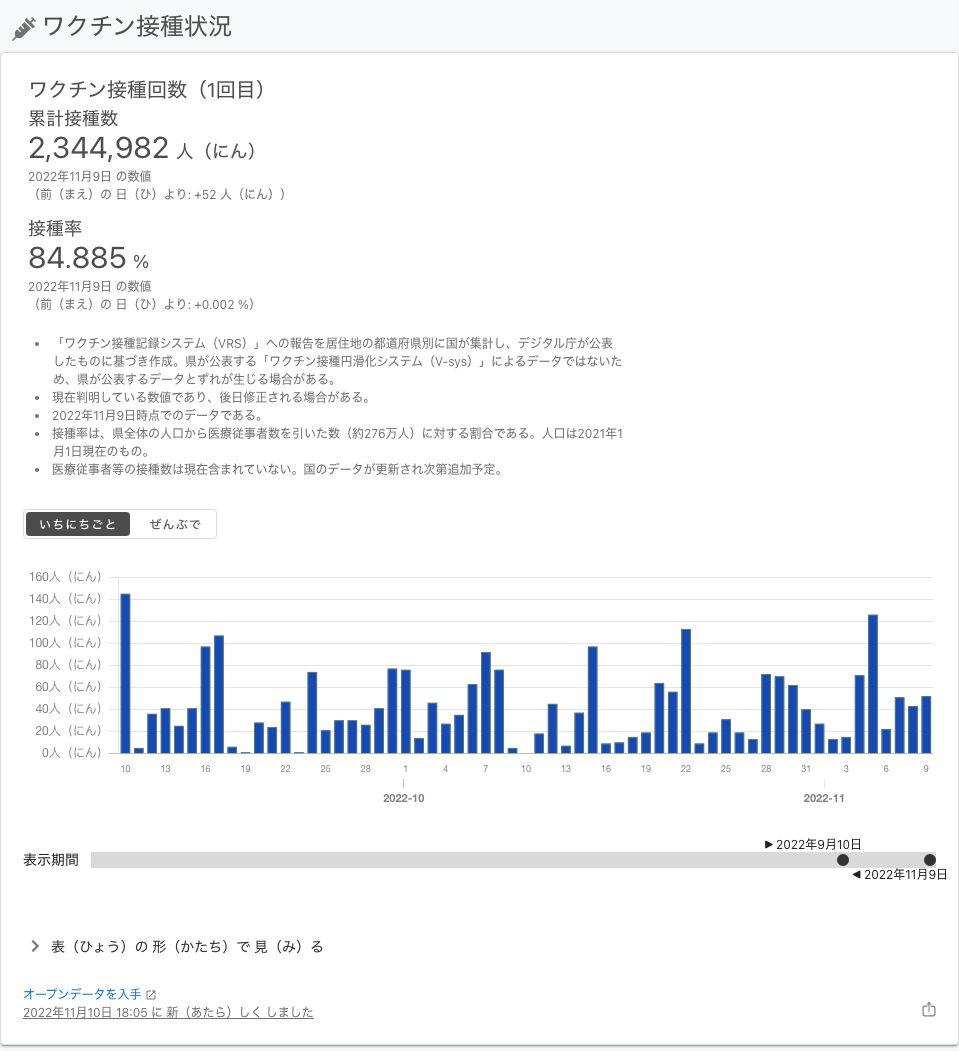 ワクチン接種状況
ワクチン接種回数（1回目）
累計接種数
2,344,982 人（にん）
2022年11月9日 の数値
（前（まえ）の 日（ひ）より: +52 人（にん））
接種率
84.885 %
2022年11月9日 の数値
（前（まえ）の 日（ひ）より: +0.002 %）
• 「ワクチン接種記録システム（VRS）」への報告を居住地の都道府県別に国が集計し、デジタル庁が公表
したものに基づき作成。県が公表する「ワクチン接種円滑化システム（V-sys）」によるデータではないた
め、県が公表するデータとずれが生じる場合がある。
• 現在判明している数値であり、後日修正される場合がある。
• 2022年11月9日時点でのデータである。
• 接種率は、県全体の人口から医療従事者数を引いた数（約276万人）に対する割合である。人口は2021年1
月1日現在のもの。
• 医療従事者等の接種数は現在含まれていない。国のデータが更新され次第追加予定。
いちにちごと ぜんぶで
160人（にん）
140人（にん）
120人（にん）
100人（にん）
80人（にん）
60人（にん）
40人（にん）
20人（にん）
0人（にん）
10 13 16 19 22 25 28 1 4 7 10 13 16 19 22 25 28 31 3 6 9
2022-10 2022-11
▶ 2022年9月10日
表示期間
◀ 2022年11月9日
表（ひょう）の 形（かたち）で 見（み）る
オープンデータを入手
2022年11月10日 18:05 に 新（あたら）しく しました